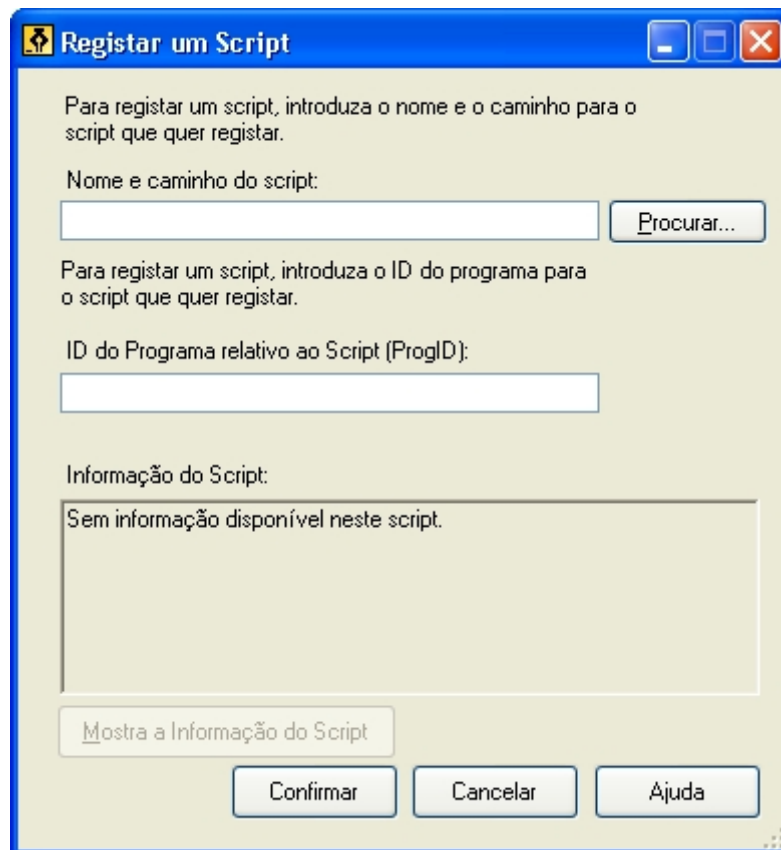 Registar um Script
Para registar um script, introduza o nome e o caminho para o
script que quer registar.
Nome e caminho do script:
Procurar...
Para registar um script, introduza o ID do programa para
o script que quer registar.
ID do Programa relativo ao Script (ProgID):
Informação do Script:
Sem informação disponível neste script.
Mostra a Informação do Script
Confirmar
Cancelar
Ajuda